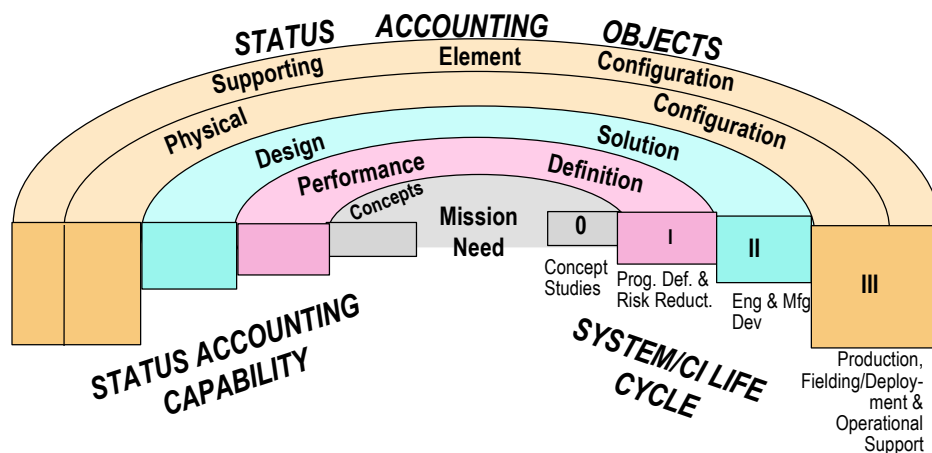 STATUS ACCOUNTING OBJECTS
Supporting Element Configuration
Physical Configuration
Design Solution
Performance Definition
Concepts
Mission
Need
0
I
II
III
Concept
Studies
Prog. Def. &
Risk Reduct.
Eng & Mfg
Dev
Production,
Fielding/Deploy-
ment &
Operational
Support
STATUS ACCOUNTING
CAPABILITY
SYSTEM/CI LIFE
CYCLE